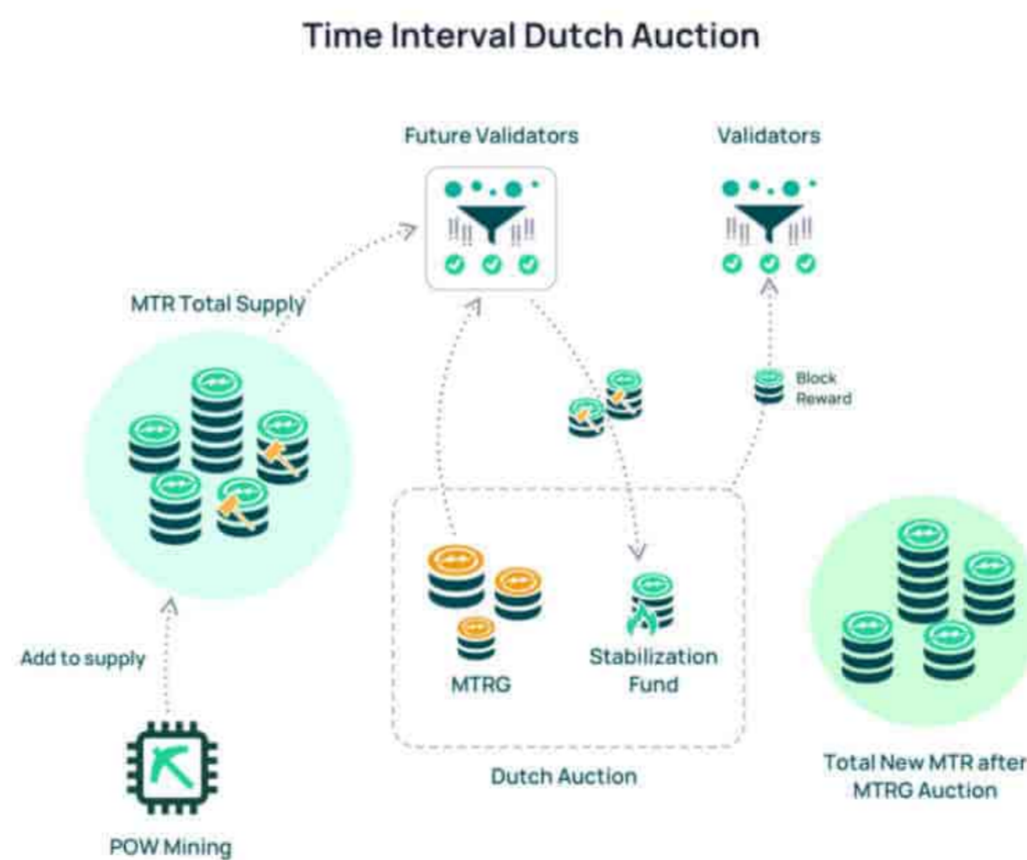 Time Interval Dutch Auction
Future Validators
Validators
MTR Total Supply
Block
Reward
Add to supply
MTRG
Stabilization
Fund
Dutch Auction
Total New MTR after
MTRG Auction
POW Mining